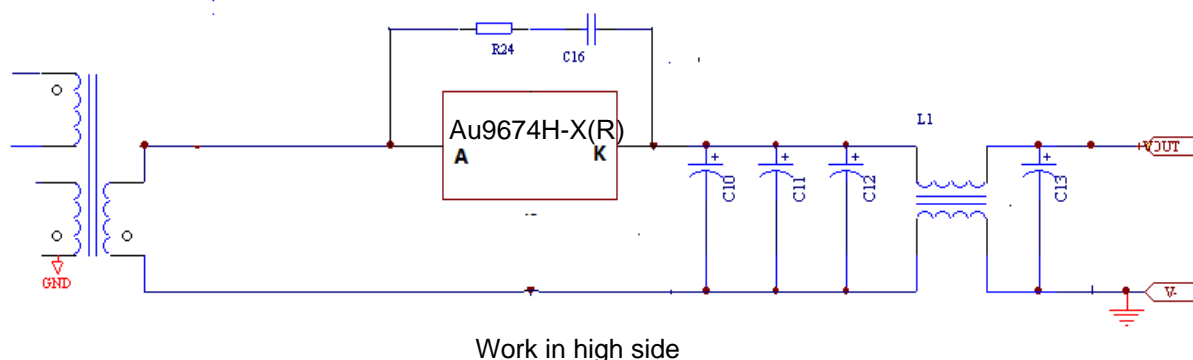 R24
C16
Au9674H-X(R)
A
K
L1
+VOUT
C10
C11
C12
C13
GND
V-
Work in high side